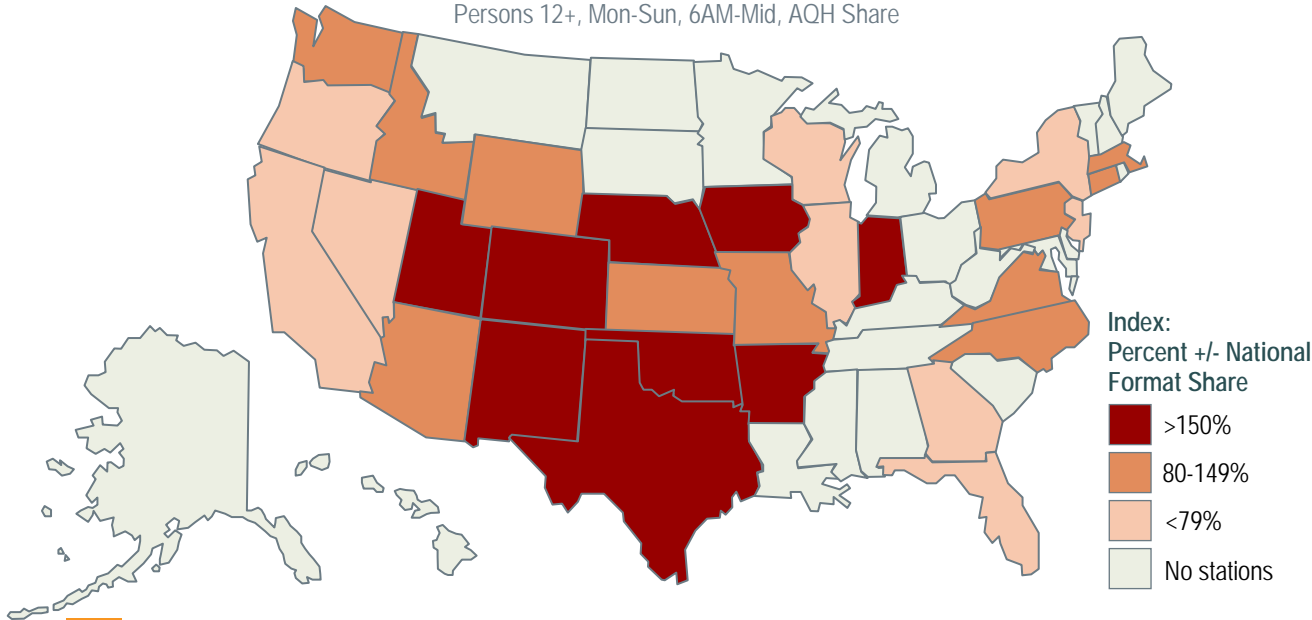 Persons 12+, Mon-Sun, 6AM-Mid, AQH Share
Index:
Percent +/- National
Format Share
>150%
80-149%
<79%
No stations